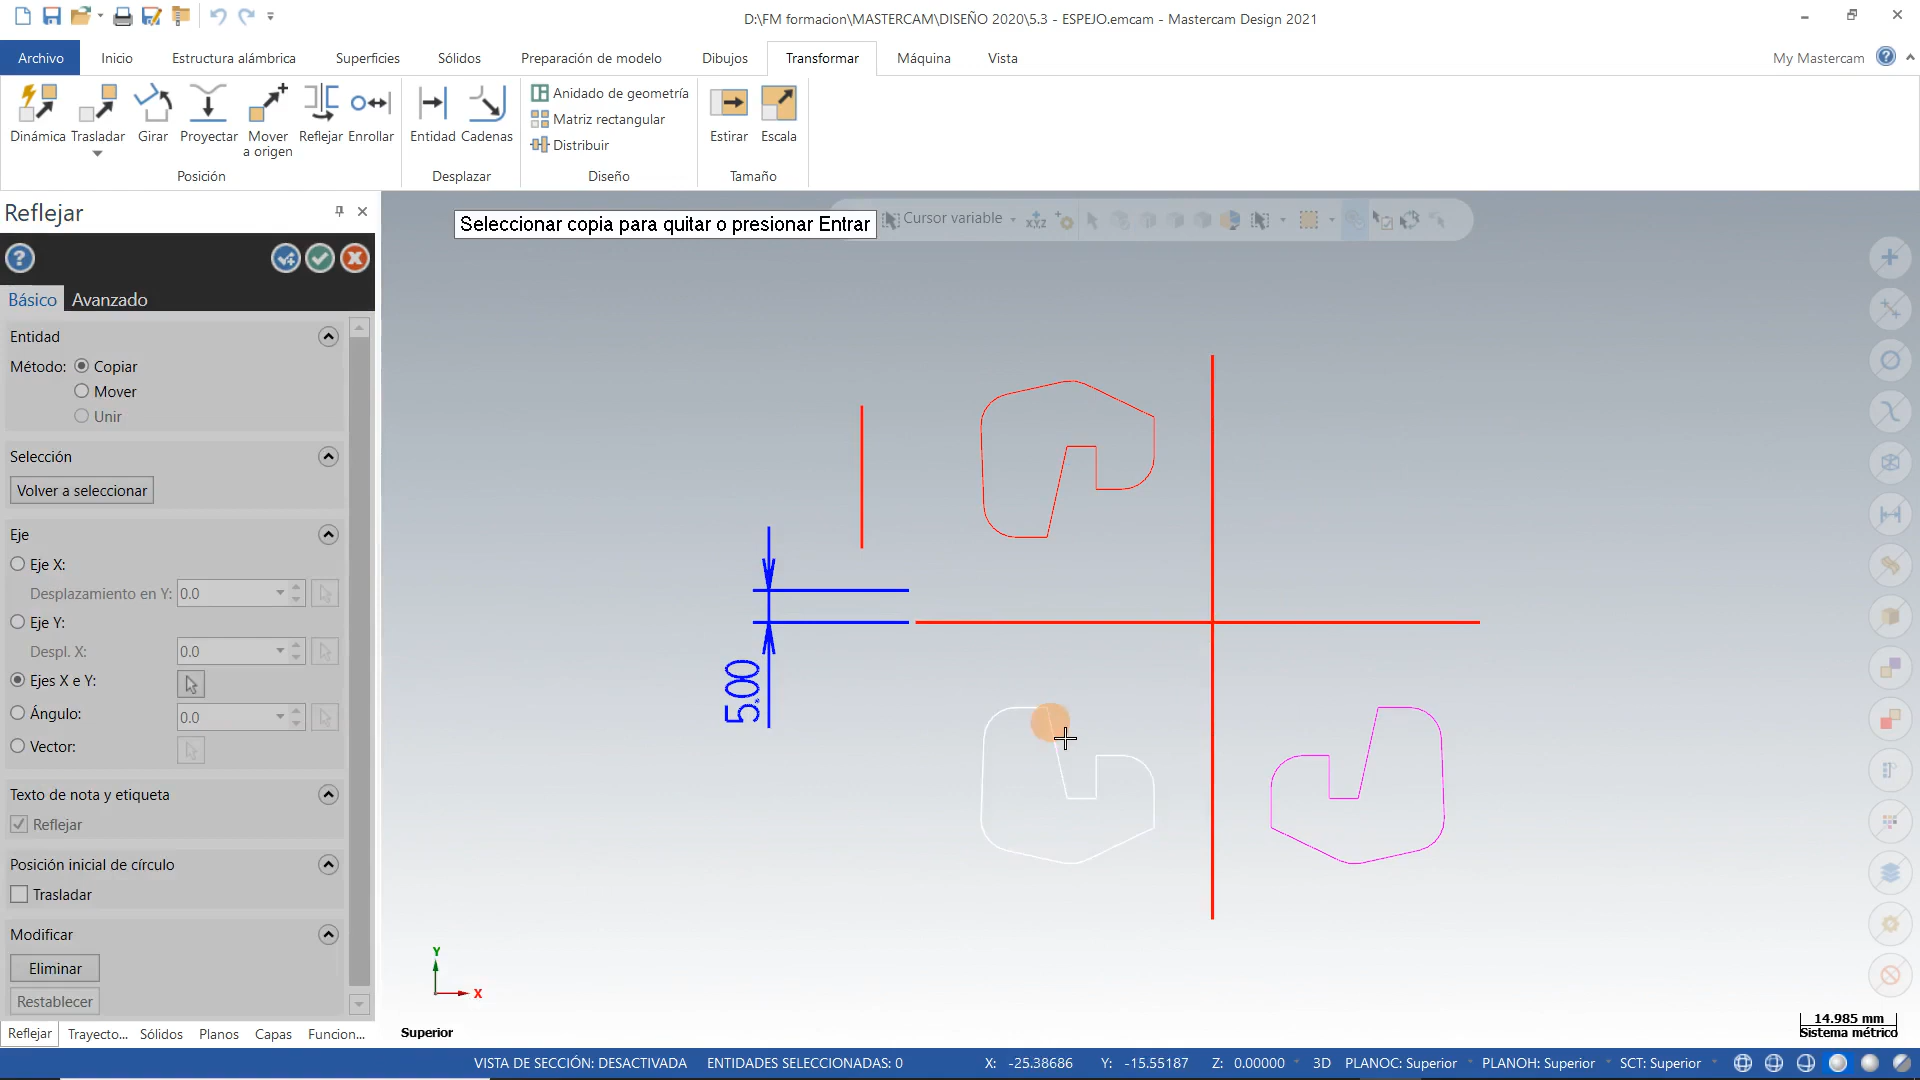 D:\FM formacion\MASTERCAM\DISEÑO 2020\5.3 - ESPEJO.emcam - Mastercam Design 2021
Archivo Inicio Estructura alámbrica Superficies Sólidos Preparación de modelo Dibujos Transformar Máquina Vista My Mastercam
Dinámica Trasladar Girar Proyectar Mover a origen Reflejar Enrollar
Posición
Entidad Cadenas
Desplazar
Anidado de geometría
Matriz rectangular
Distribuir
Diseño
Estirar Escala
Tamaño
Reflejar
Seleccionar copia para quitar o presionar Entrar
Cursor variable
XYZ
Básico Avanzado
Entidad
Método: Copiar
Mover
Unir
Selección
Volver a seleccionar
Eje
Eje X:
Desplazamiento en Y: 0.0
Eje Y:
Despl. X: 0.0
Ejes X e Y:
Ángulo: 0.0
Vector:
Texto de nota y etiqueta
Reflejar
Posición inicial de círculo
Trasladar
Modificar
Eliminar
Restablecer
5.00
Y
X
Superior
14.985 mm
Sistema métrico
Reflejar Trayecto... Sólidos Planos Capas Funcion...
VISTA DE SECCIÓN: DESACTIVADA ENTIDADES SELECCIONADAS: 0 X: -25.38686 Y: -15.55187 Z: 0.00000 3D PLANOC: Superior PLANOH: Superior SCT: Superior